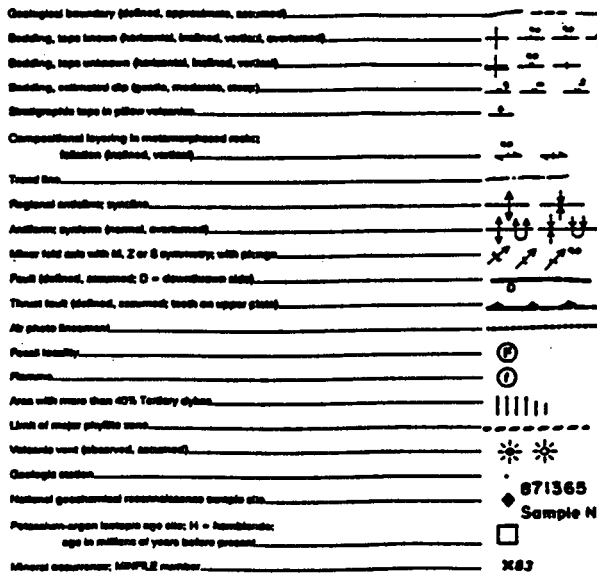 Geological boundary (defined, approximate, assumed)
Bedding, tops known (horizontal, inclined, vertical, overturned)
Bedding, tops unknown (horizontal, inclined, vertical)
Bedding, estimated dip (gentle, moderate, steep)
Stratigraphic tops in pillow volcanics
Compositional layering in metamorphosed rocks;
foliation (inclined, vertical)
Trend line
Regional antiform; syncline
Antiform; synform (normal, overturned)
Minor fold axis with M, Z or S symmetry; with plunge
Fault (defined, assumed; D = downthrown side)
D
Thrust fault (defined, assumed; teeth on upper plate)
Air photo lineament
Fossil locality F
f
Area with more than 40% Tertiary dykes
Limit of major phyllite zone
Volcanic vent (observed, assumed)
Geologic station
National geochemical reconnaissance sample site 871365
Sample N
Potassium-argon isotopic age site; H = hornblende;
age in millions of years before present
Mineral occurrence; MINFILE number x83